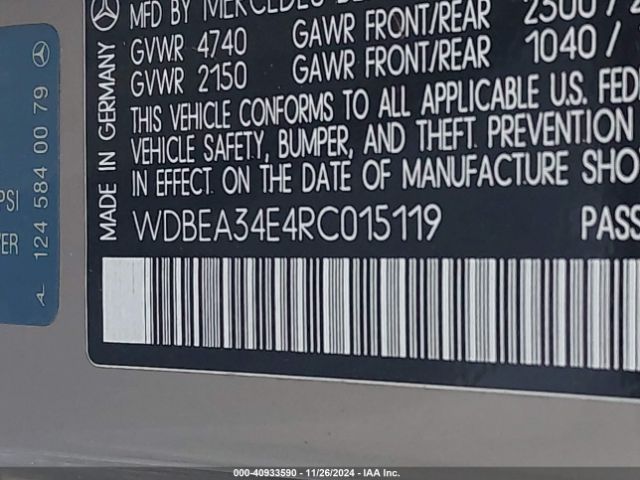 MFD BY MERCEDES
GVWR 4740 GAWR FRONT/REAR 2300 /
GVWR 2150 GAWR FRONT/REAR 1040 /
THIS VEHICLE CONFORMS TO ALL APPLICABLE U.S. FED
VEHICLE SAFETY, BUMPER, AND THEFT PREVENTION
IN EFFECT ON THE DATE OF MANUFACTURE SHO
WDBEA34E4RC015119 PASS
MADE IN GERMANY
PSI
VER
AL 124 584 00 79
000-40933590 - 11/26/2024 - IAA Inc.